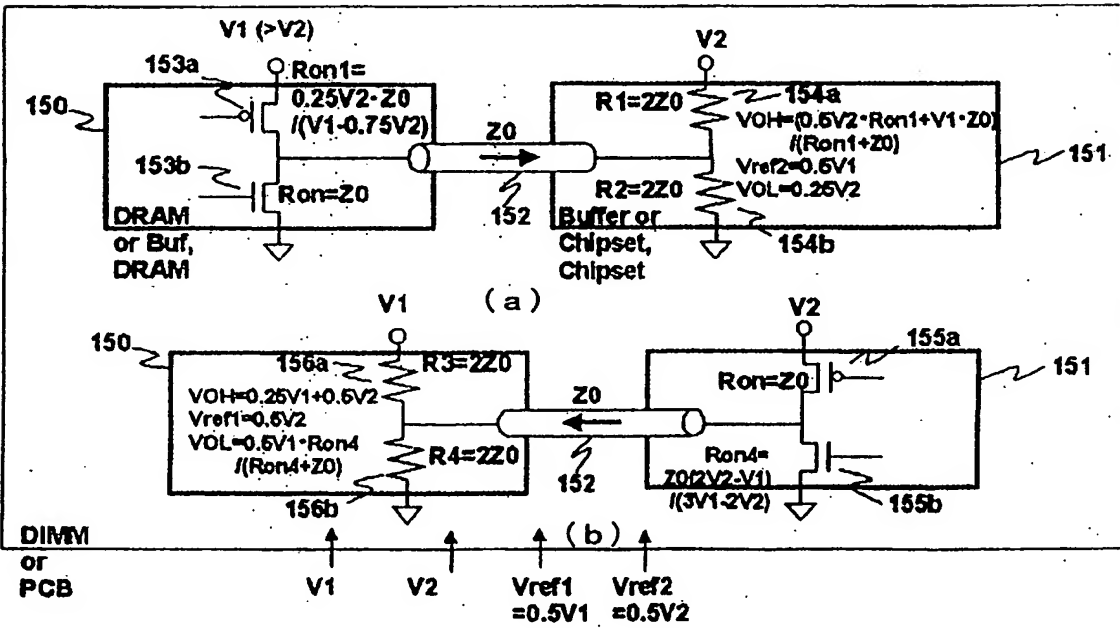 V1 (>V2)
V2
153a
Ron1=
0.25V2·Z0
/(V1-0.75V2)
150
R1=2Z0
154a
VOH=(0.5V2·Ron1+V1·Z0)
/(Ron1+Z0)
Z0
151
153b
Vref2=0.5V1
Ron=Z0
R2=2Z0
VOL=0.25V2
152
DRAM
or Buf,
DRAM
Buffer or
Chipset,
Chipset
154b
(a)
V1
V2
150
156a
R3=2Z0
155a
151
Ron=Z0
VOH=0.25V1+0.5V2
Z0
Vref1=0.5V2
VOL=0.5V1·Ron4
/(Ron4+Z0)
R4=2Z0
Ron4=
Z0(2V2-V1)
/(3V1-2V2)
152
156b
155b
(b)
DIMM
or
PCB
V1
V2
Vref1
=0.5V1
Vref2
=0.5V2